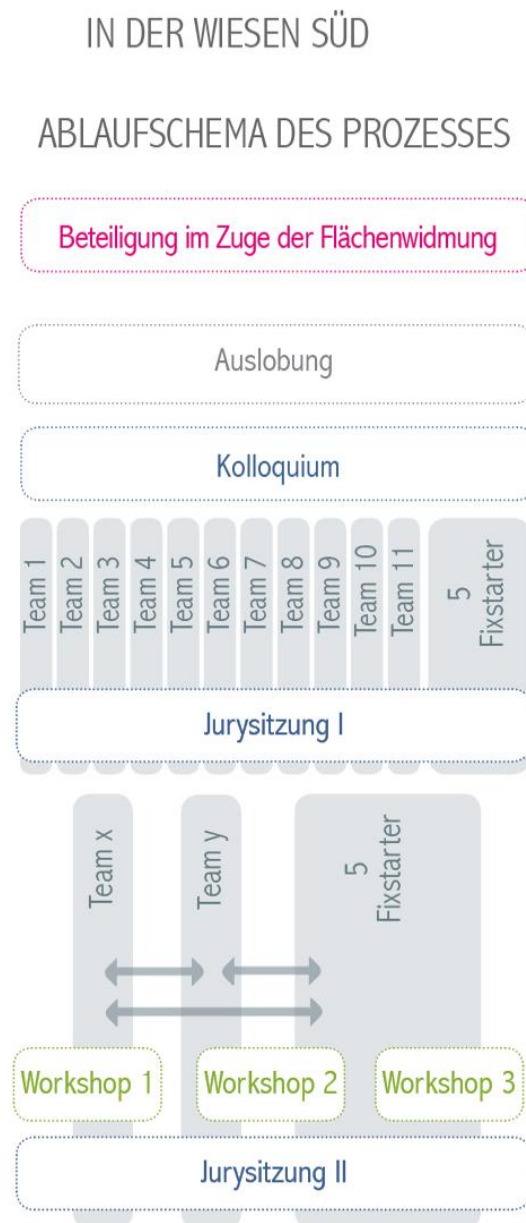 IN DER WIESEN SÜD
ABLAUFSCHEMA DES PROZESSES
Beteiligung im Zuge der Flächenwidmung
Auslobung
Kolloquium
Team 1
Team 2
Team 3
Team 4
Team 5
Team 6
Team 7
Team 8
Team 9
Team 10
Team 11
5
Fixstarter
Jurysitzung I
Team x
Team y
5
Fixstarter
Workshop 1
Workshop 2
Workshop 3
Jurysitzung II